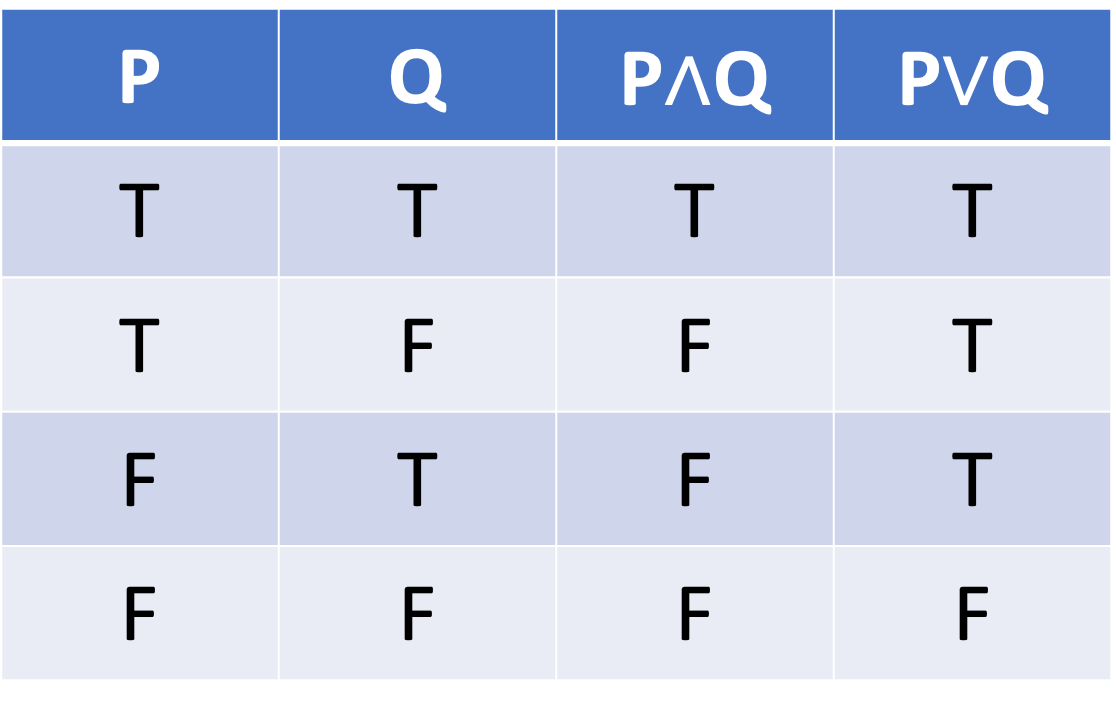 P Q P∧Q P∨Q
T T T T
T F F T
F T F T
F F F F